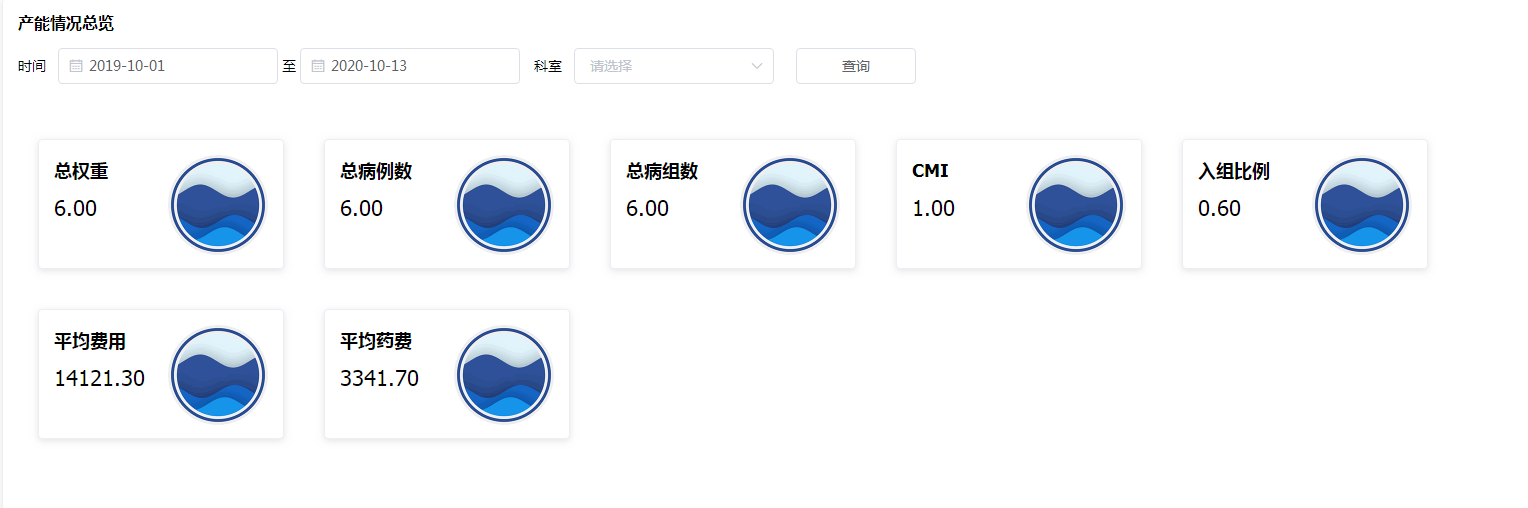 产能情况总览
时间 2019-10-01 至 2020-10-13 科室 请选择 查询
总权重 总病例数 总病组数 CMI 入组比例
6.00 6.00 6.00 1.00 0.60
平均费用 平均药费
14121.30 3341.70